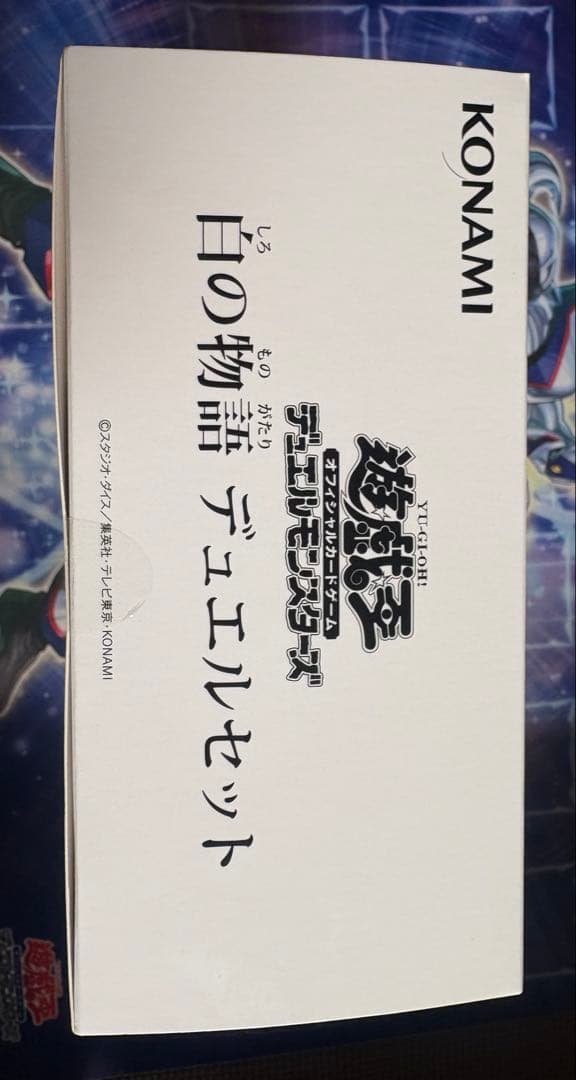 KONAMI
YU-GI-OH!
遊戯王
オフィシャルカードゲーム
デュエルモンスターズ
しろ もの がたり
白の物語 デュエルセット
©スタジオ・ダイス／集英社・テレビ東京・KONAMI
遊戯王